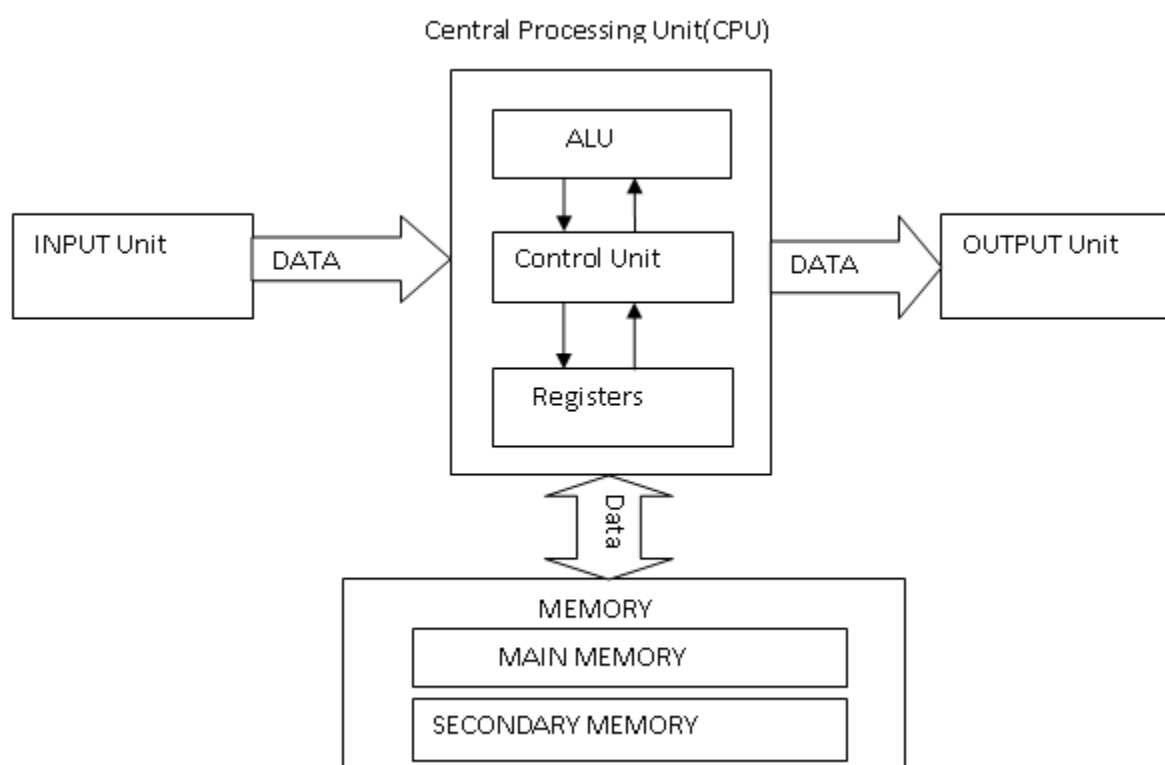 Central Processing Unit(CPU)
ALU
INPUT Unit
DATA
Control Unit
DATA
OUTPUT Unit
Registers
Data
MEMORY
MAIN MEMORY
SECONDARY MEMORY